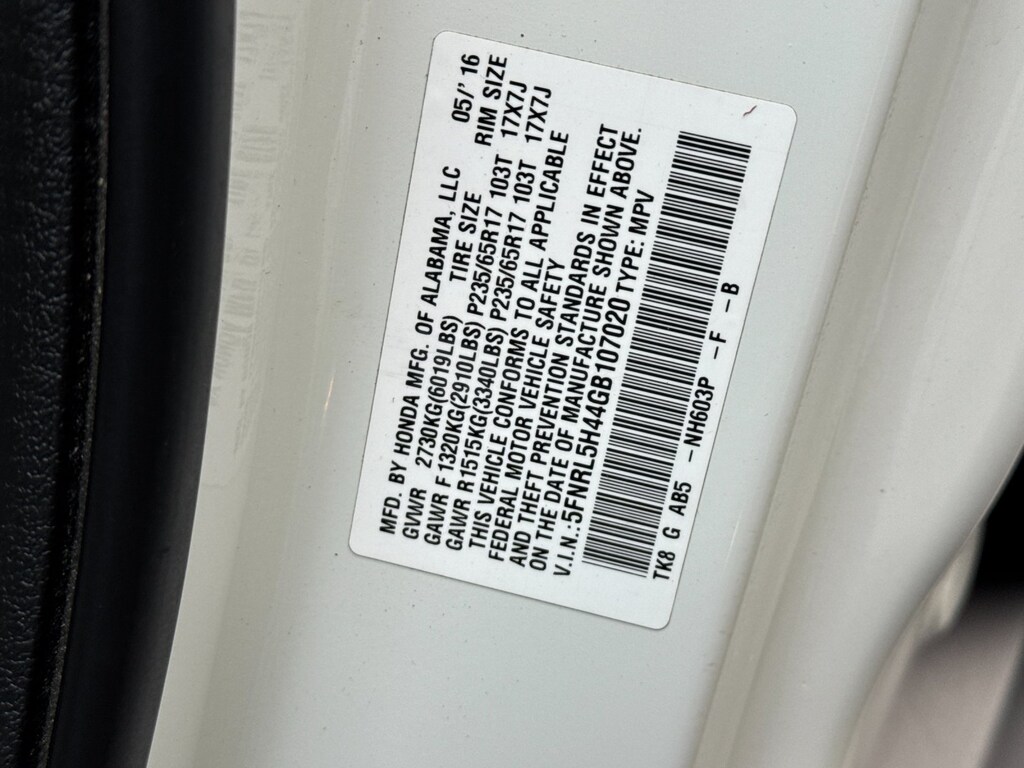 MFD. BY HONDA MFG. OF ALABAMA, LLC 05/'16
GVWR 2730KG(6019LBS) TIRE SIZE RIM SIZE
GAWR F 1320KG(2910LBS) P235/65R17 103T 17X7J
GAWR R1515KG(3340LBS) P235/65R17 103T 17X7J
THIS VEHICLE CONFORMS TO ALL APPLICABLE
FEDERAL MOTOR VEHICLE SAFETY
AND THEFT PREVENTION STANDARDS IN EFFECT
ON THE DATE OF MANUFACTURE SHOWN ABOVE.
V.I.N.:5FNRL5H44GB107020 TYPE: MPV
TK8 G AB5 -NH603P -F -B